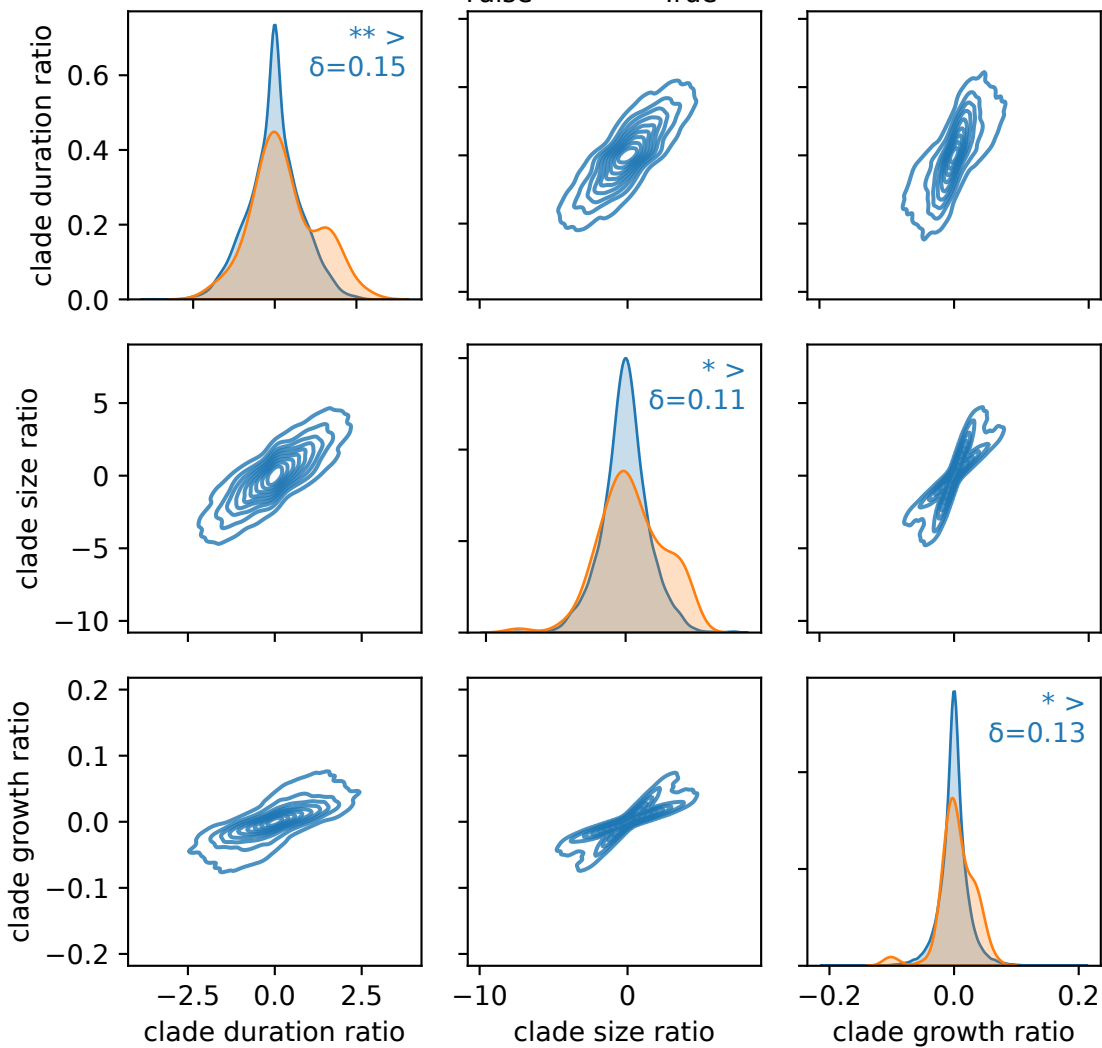 False True
clade duration ratio
0.6
0.4
0.2
0.0
** >
δ=0.15
clade size ratio
5
0
−5
−10
* >
δ=0.11
clade growth ratio
0.2
0.1
0.0
−0.1
−0.2
* >
δ=0.13
−2.5 0.0 2.5
−10 0
−0.2 0.0 0.2
clade duration ratio
clade size ratio
clade growth ratio